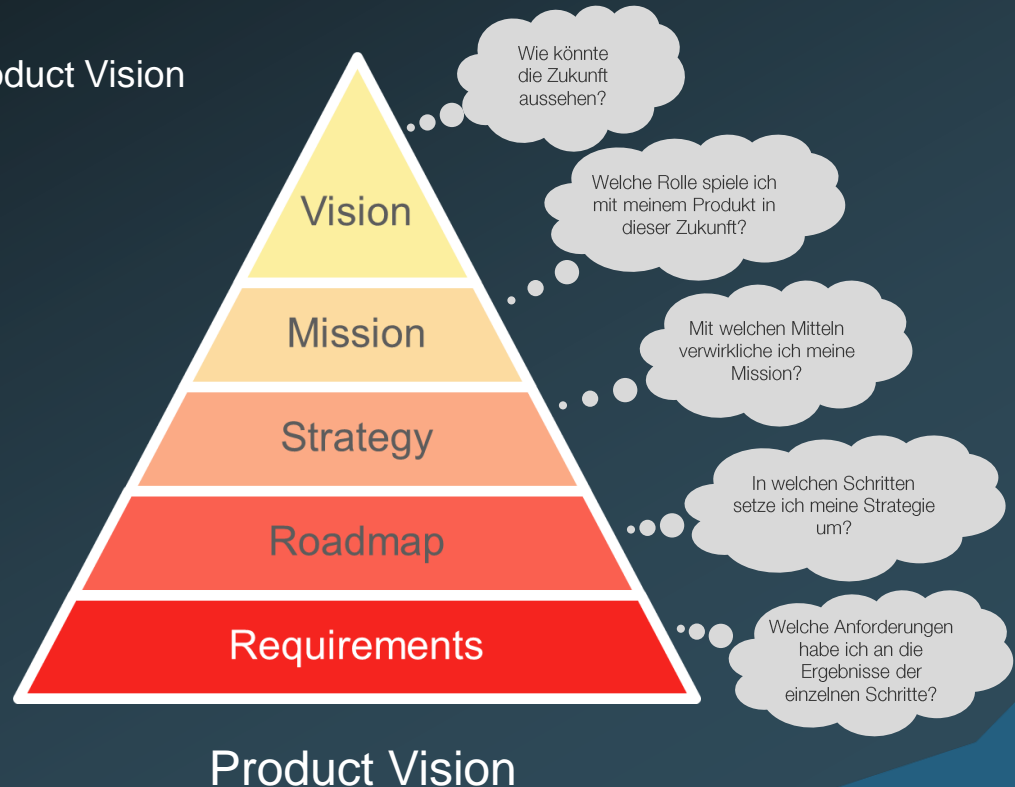 oduct Vision
Wie könnte
die Zukunft
aussehen?
Vision
Welche Rolle spiele ich
mit meinem Produkt in
dieser Zukunft?
Mission
Mit welchen Mitteln
verwirkliche ich meine
Mission?
Strategy
In welchen Schritten
setze ich meine Strategie
um?
Roadmap
Welche Anforderungen
habe ich an die
Ergebnisse der
einzelnen Schritte?
Requirements
Product Vision